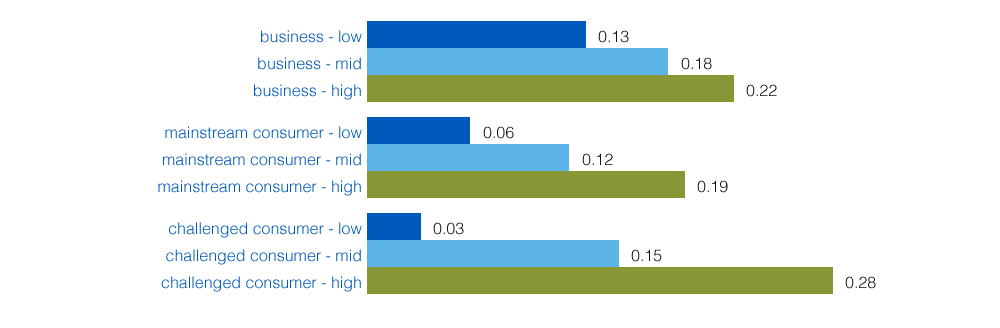 business - low 0.13
business - mid 0.18
business - high 0.22
mainstream consumer - low 0.06
mainstream consumer - mid 0.12
mainstream consumer - high 0.19
challenged consumer - low 0.03
challenged consumer - mid 0.15
challenged consumer - high 0.28